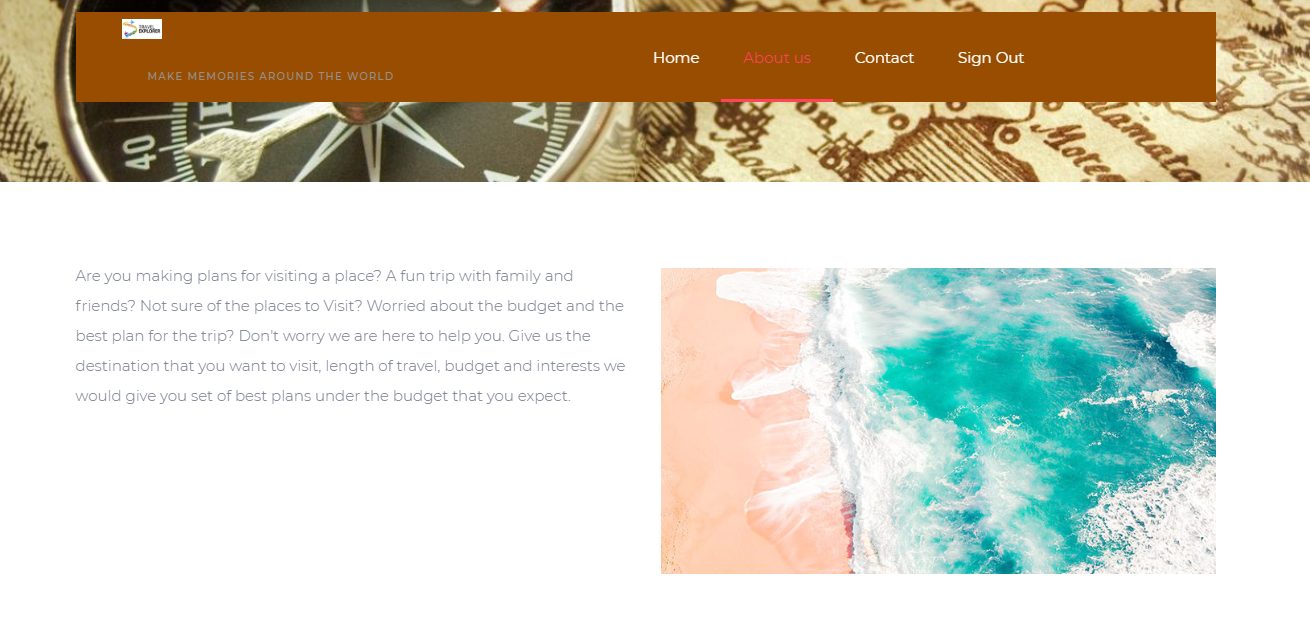 TRAVEL
EXPLORER
MAKE MEMORIES AROUND THE WORLD
Home About us Contact Sign Out
40
Are you making plans for visiting a place? A fun trip with family and
friends? Not sure of the places to Visit? Worried about the budget and the
best plan for the trip? Don't worry we are here to help you. Give us the
destination that you want to visit, length of travel, budget and interests we
would give you set of best plans under the budget that you expect.